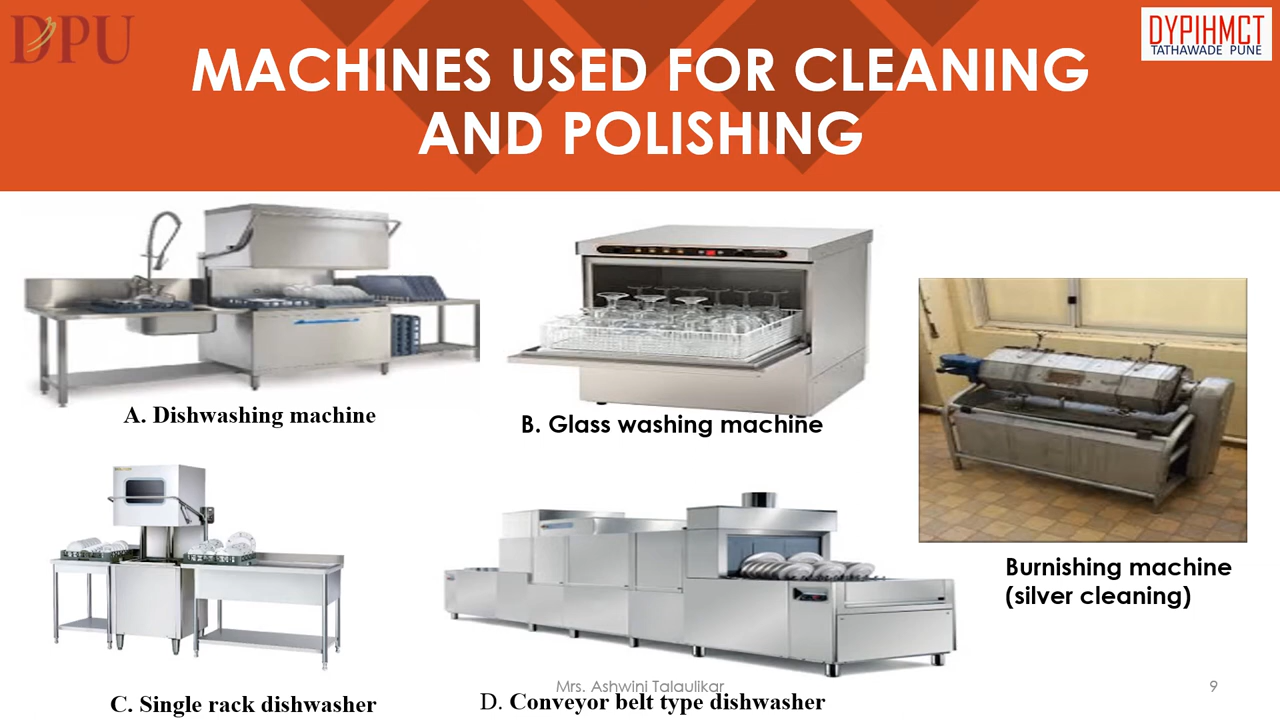 DPU
DYPIHMCT
TATHAWADE PUNE
MACHINES USED FOR CLEANING
AND POLISHING
A. Dishwashing machine
B. Glass washing machine
Burnishing machine
(silver cleaning)
C. Single rack dishwasher
D. Conveyor belt type dishwasher
Mrs. Ashwini Talaulikar
9